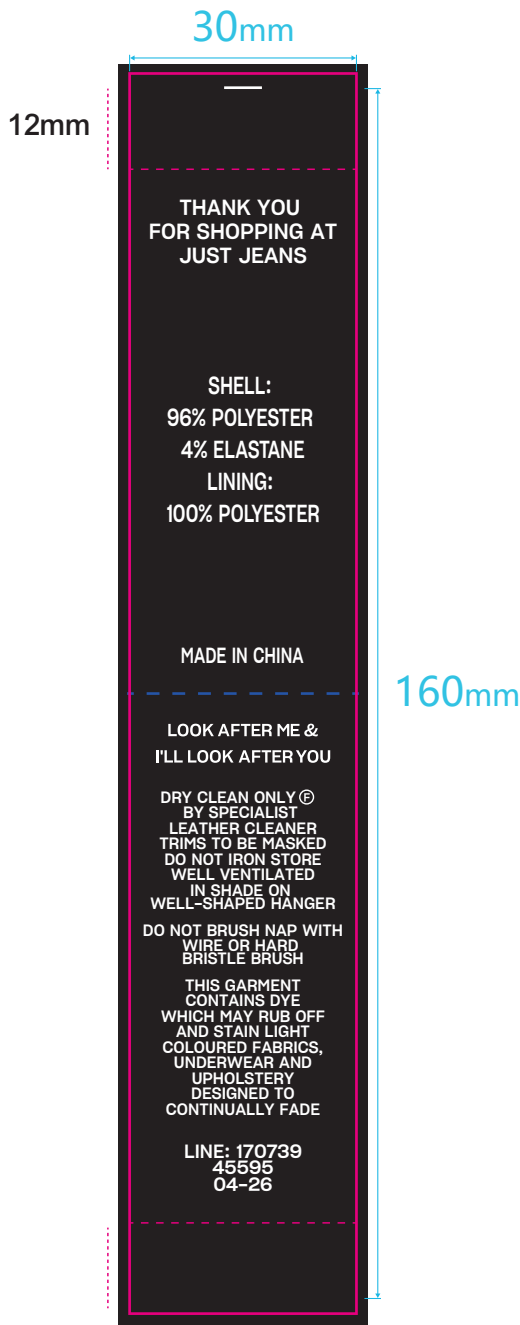 30mm
12mm
THANK YOU
FOR SHOPPING AT
JUST JEANS
SHELL:
96% POLYESTER
4% ELASTANE
LINING:
100% POLYESTER
MADE IN CHINA
160mm
LOOK AFTER ME &
I'LL LOOK AFTER YOU
DRY CLEAN ONLY Ⓕ
BY SPECIALIST
LEATHER CLEANER
TRIMS TO BE MASKED
DO NOT IRON STORE
WELL VENTILATED
IN SHADE ON
WELL-SHAPED HANGER
DO NOT BRUSH NAP WITH
WIRE OR HARD
BRISTLE BRUSH
THIS GARMENT
CONTAINS DYE
WHICH MAY RUB OFF
AND STAIN LIGHT
COLOURED FABRICS,
UNDERWEAR AND
UPHOLSTERY
DESIGNED TO
CONTINUALLY FADE
LINE: 170739
45595
04-26